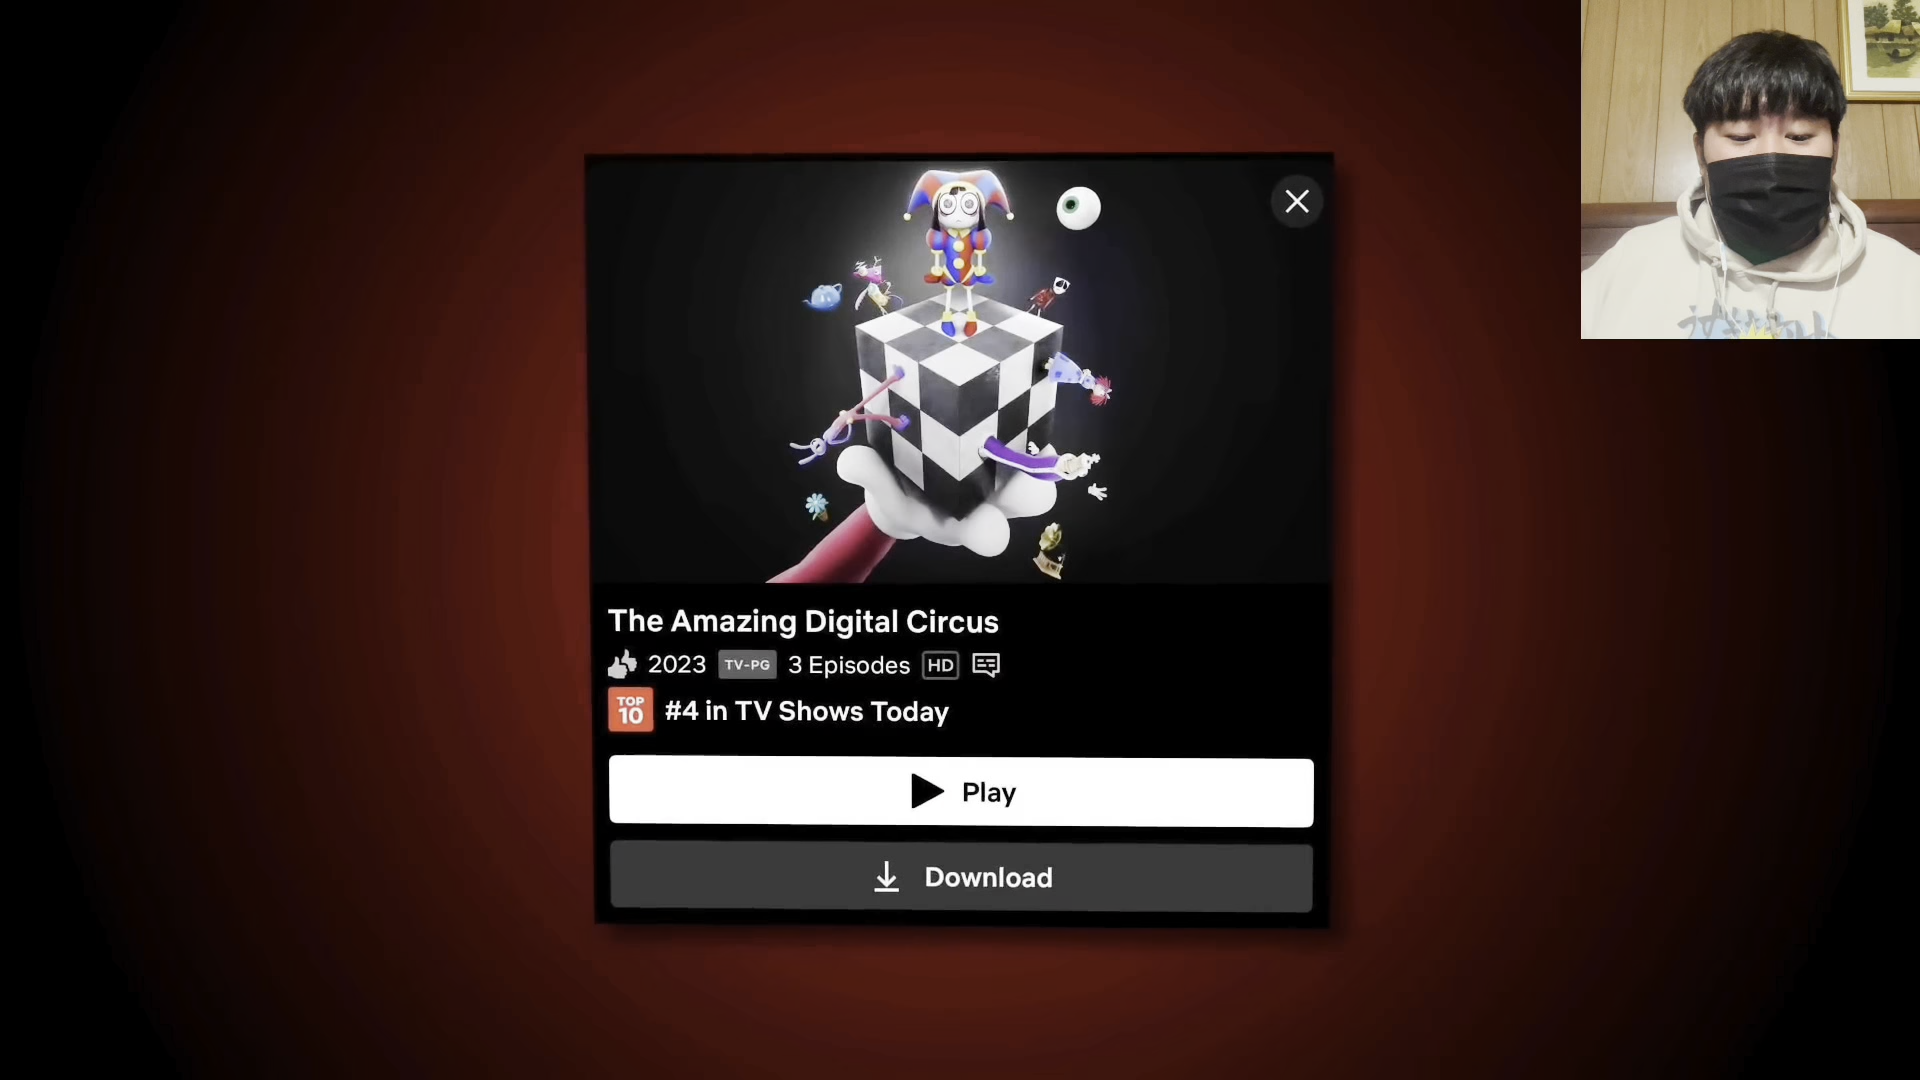 The Amazing Digital Circus
2023 TV-PG 3 Episodes HD
TOP
10
#4 in TV Shows Today
Play
Download